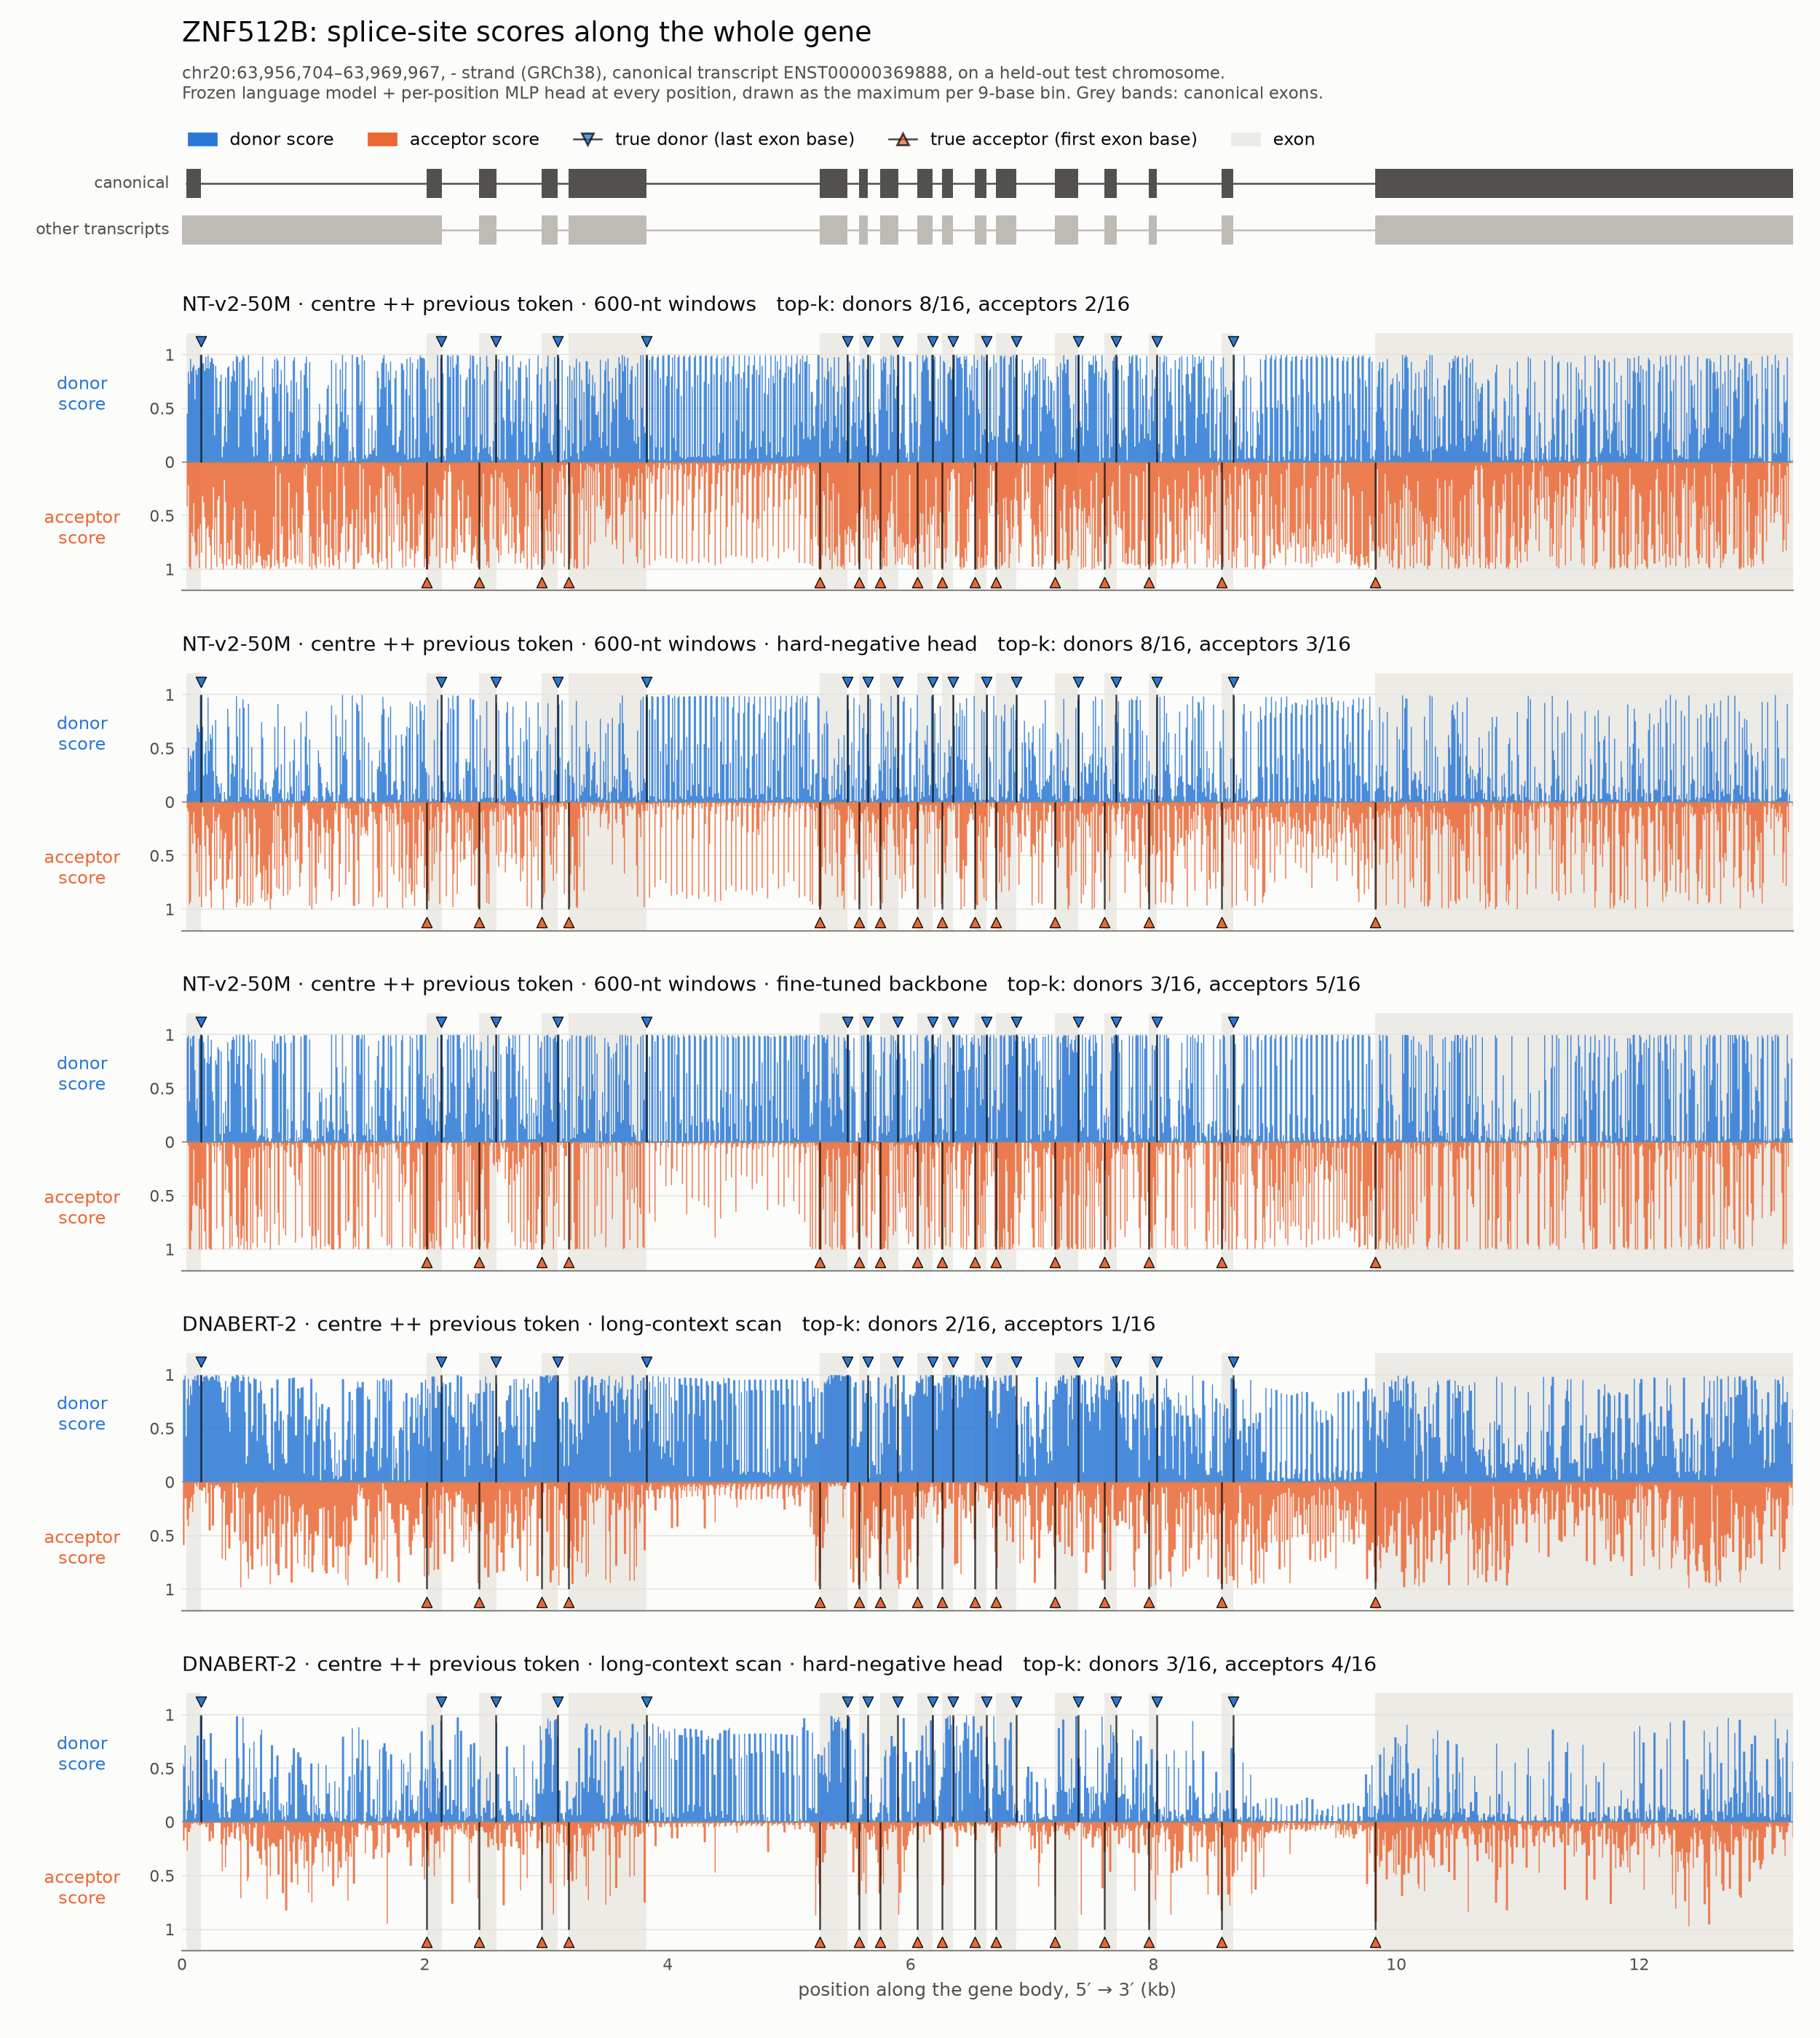 ZNF512B: splice-site scores along the whole gene
chr20:63,956,704–63,969,967, - strand (GRCh38), canonical transcript ENST00000369888, on a held-out test chromosome.
Frozen language model + per-position MLP head at every position, drawn as the maximum per 9-base bin. Grey bands: canonical exons.
donor score acceptor score true donor (last exon base) true acceptor (first exon base) exon
canonical
other transcripts
NT-v2-50M · centre ++ previous token · 600-nt windows top-k: donors 8/16, acceptors 2/16
1
donor
score
0.5
0
acceptor
score
0.5
1
NT-v2-50M · centre ++ previous token · 600-nt windows · hard-negative head top-k: donors 8/16, acceptors 3/16
1
donor
score
0.5
0
acceptor
score
0.5
1
NT-v2-50M · centre ++ previous token · 600-nt windows · fine-tuned backbone top-k: donors 3/16, acceptors 5/16
1
donor
score
0.5
0
acceptor
score
0.5
1
DNABERT-2 · centre ++ previous token · long-context scan top-k: donors 2/16, acceptors 1/16
1
donor
score
0.5
0
acceptor
score
0.5
1
DNABERT-2 · centre ++ previous token · long-context scan · hard-negative head top-k: donors 3/16, acceptors 4/16
1
donor
score
0.5
0
acceptor
score
0.5
1
0 2 4 6 8 10 12
position along the gene body, 5′ → 3′ (kb)